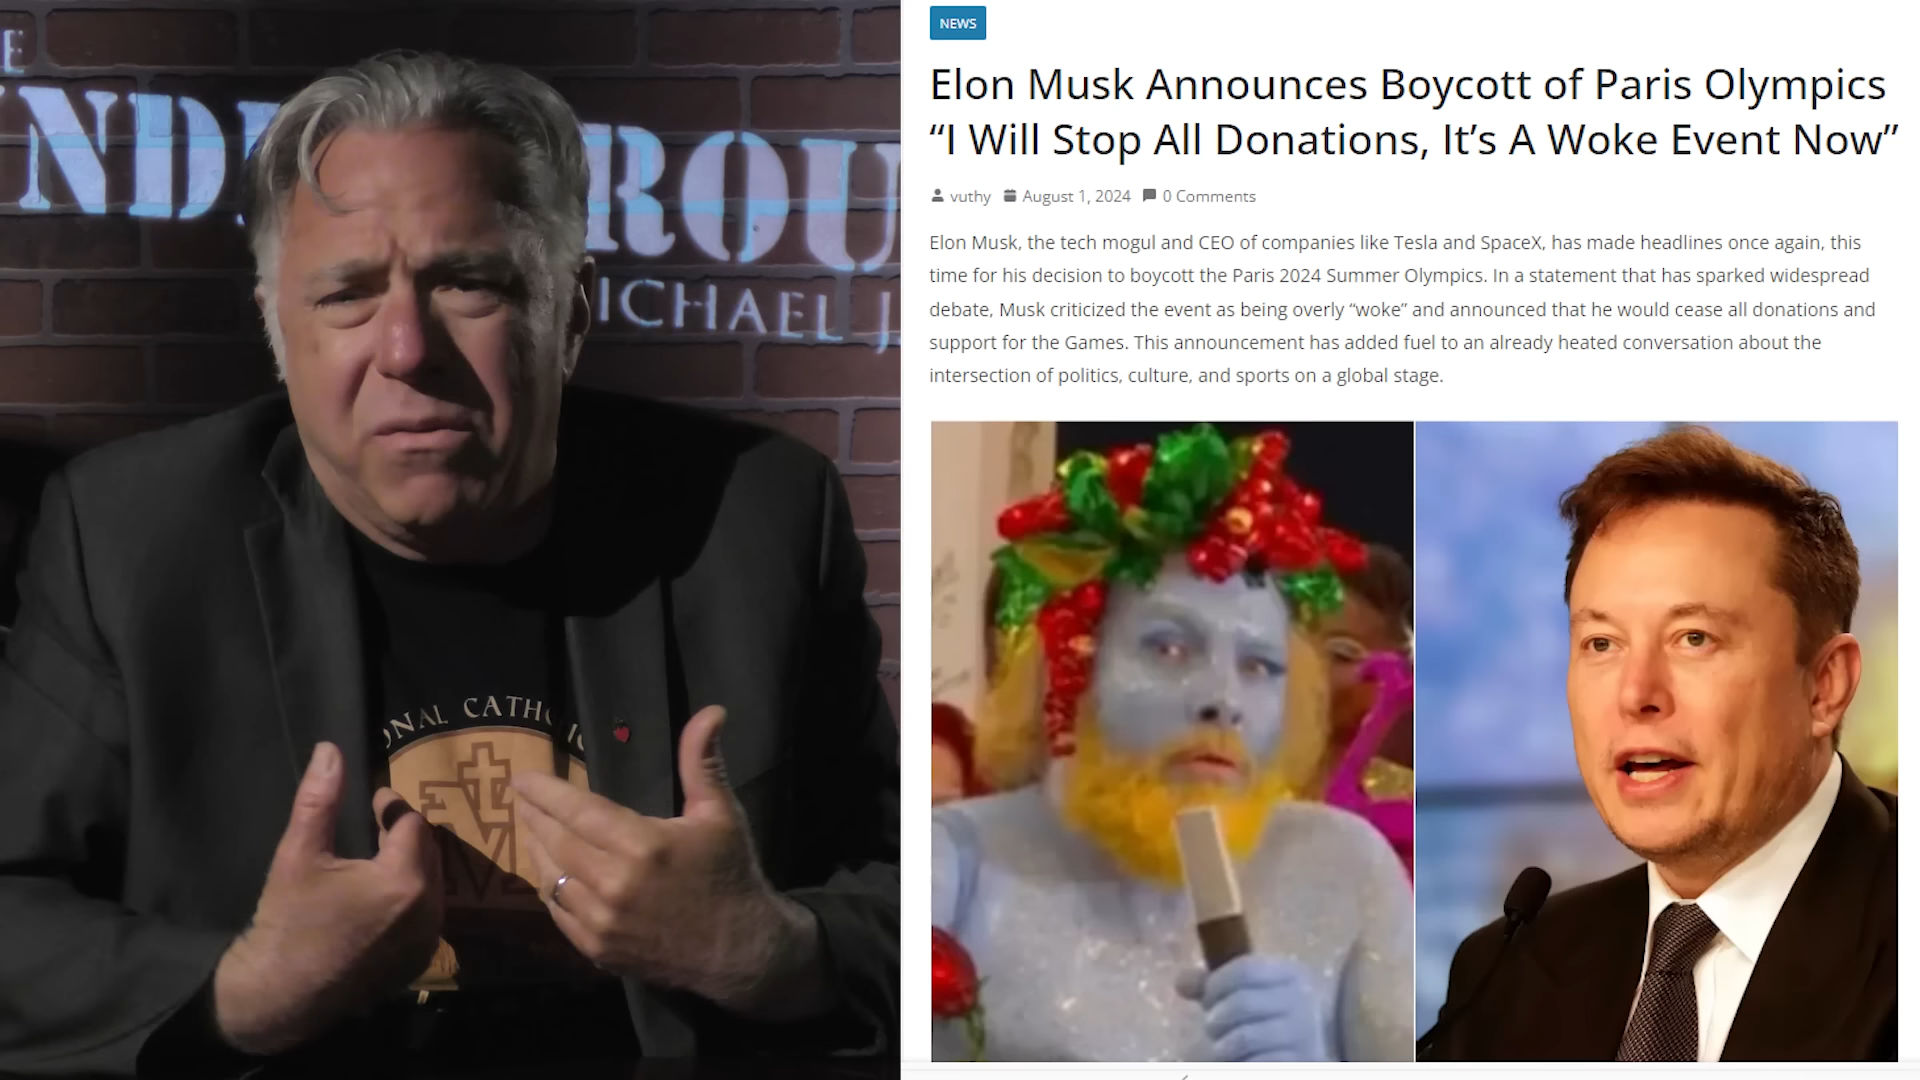 E
ND ROU
ICHAEL J
ONAL CATHOLIC
NEWS
Elon Musk Announces Boycott of Paris Olympics
“I Will Stop All Donations, It’s A Woke Event Now”
vuthy August 1, 2024 0 Comments
Elon Musk, the tech mogul and CEO of companies like Tesla and SpaceX, has made headlines once again, this
time for his decision to boycott the Paris 2024 Summer Olympics. In a statement that has sparked widespread
debate, Musk criticized the event as being overly “woke” and announced that he would cease all donations and
support for the Games. This announcement has added fuel to an already heated conversation about the
intersection of politics, culture, and sports on a global stage.